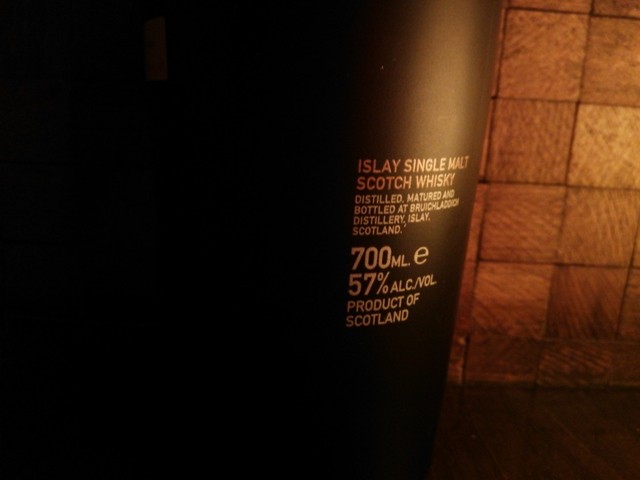 ISLAY SINGLE MALT
SCOTCH WHISKY
DISTILLED, MATURED AND
BOTTLED AT BRUICHLADDICH
DISTILLERY, ISLAY,
SCOTLAND.
700ML. e
57% ALC./VOL
PRODUCT OF
SCOTLAND